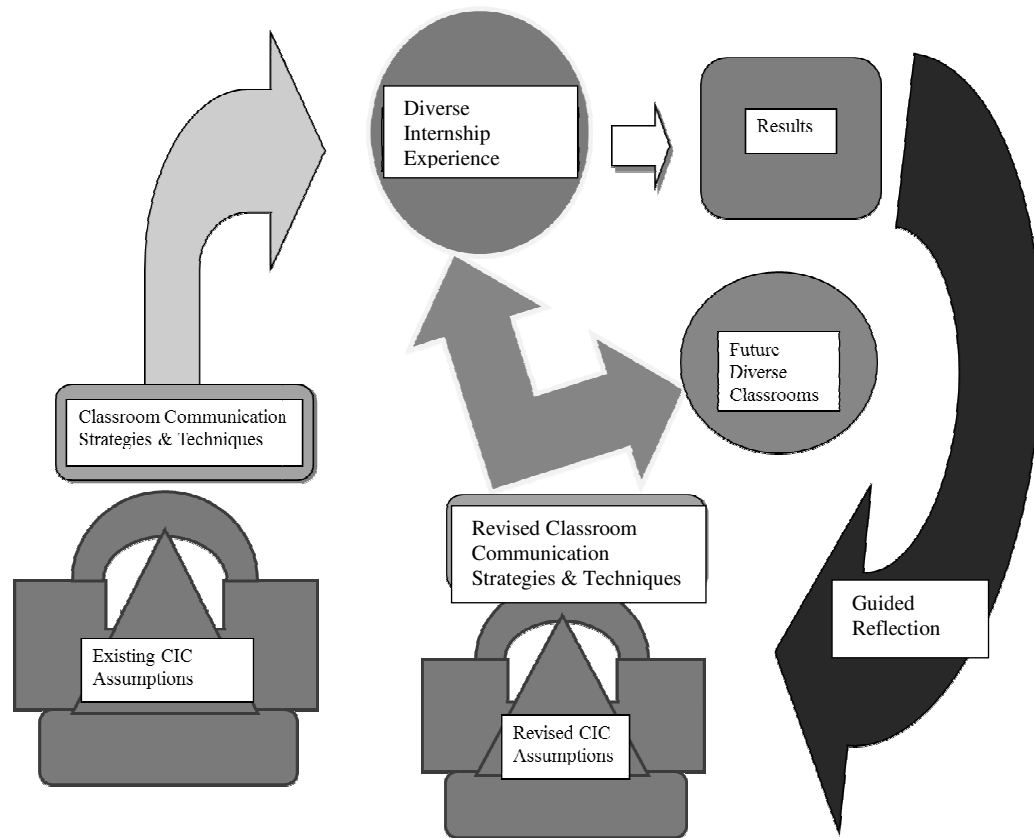 Diverse
Internship
Experience
Results
Future
Diverse
Classrooms
Classroom Communication
Strategies & Techniques
Revised Classroom
Communication
Strategies & Techniques
Guided
Reflection
Existing CIC
Assumptions
Revised CIC
Assumptions